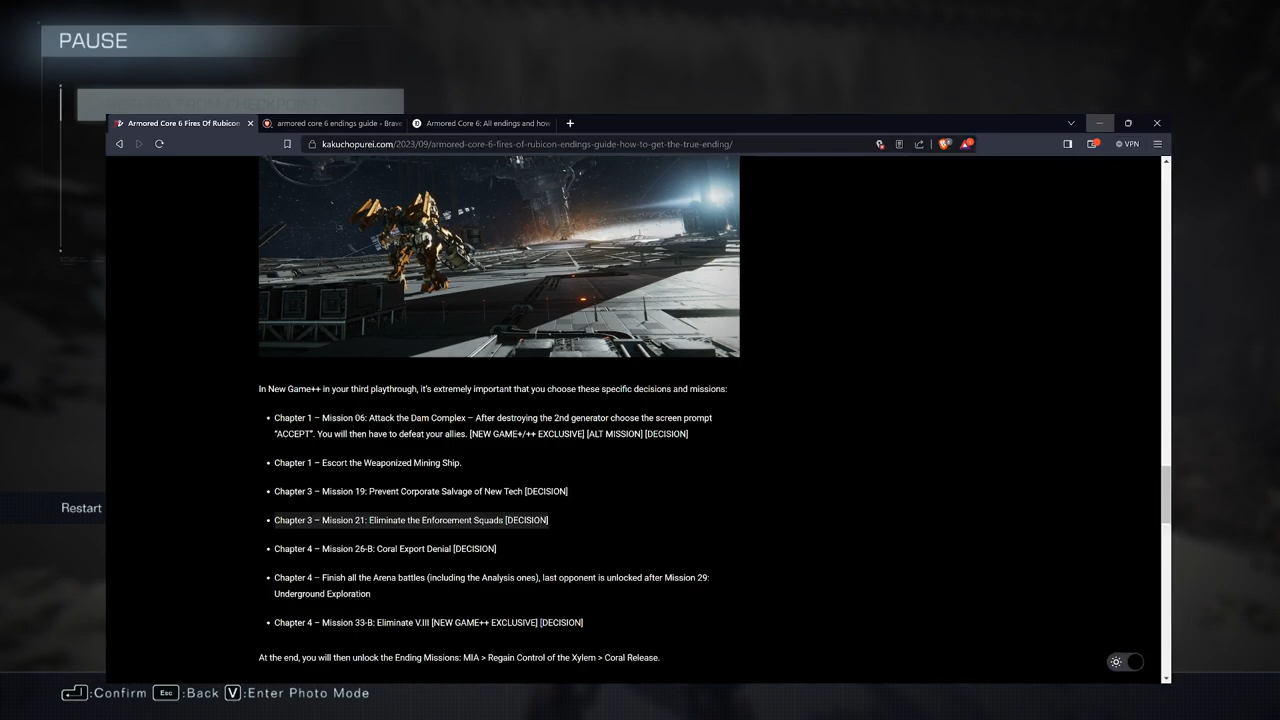 PAUSE
RESTART FROM CHECKPOINT
Armored Core 6 Fires Of Rubicon
armored core 6 endings guide - Brave
Armored Core 6: All endings and how
kakuchopurei.com/2023/09/armored-core-6-fires-of-rubicon-endings-guide-how-to-get-the-true-ending/
VPN
In New Game++ in your third playthrough, it's extremely important that you choose these specific decisions and missions:
• Chapter 1 – Mission 06: Attack the Dam Complex – After destroying the 2nd generator choose the screen prompt
"ACCEPT". You will then have to defeat your allies. [NEW GAME+/++ EXCLUSIVE] [ALT MISSION] [DECISION]
• Chapter 1 – Escort the Weaponized Mining Ship.
• Chapter 3 – Mission 19: Prevent Corporate Salvage of New Tech [DECISION]
• Chapter 3 – Mission 21: Eliminate the Enforcement Squads [DECISION]
• Chapter 4 – Mission 26-B: Coral Export Denial [DECISION]
• Chapter 4 – Finish all the Arena battles (including the Analysis ones), last opponent is unlocked after Mission 29:
Underground Exploration
• Chapter 4 – Mission 33-B: Eliminate V.III [NEW GAME++ EXCLUSIVE] [DECISION]
At the end, you will then unlock the Ending Missions: MIA > Regain Control of the Xylem > Coral Release.
Restart
:Confirm Esc :Back V :Enter Photo Mode